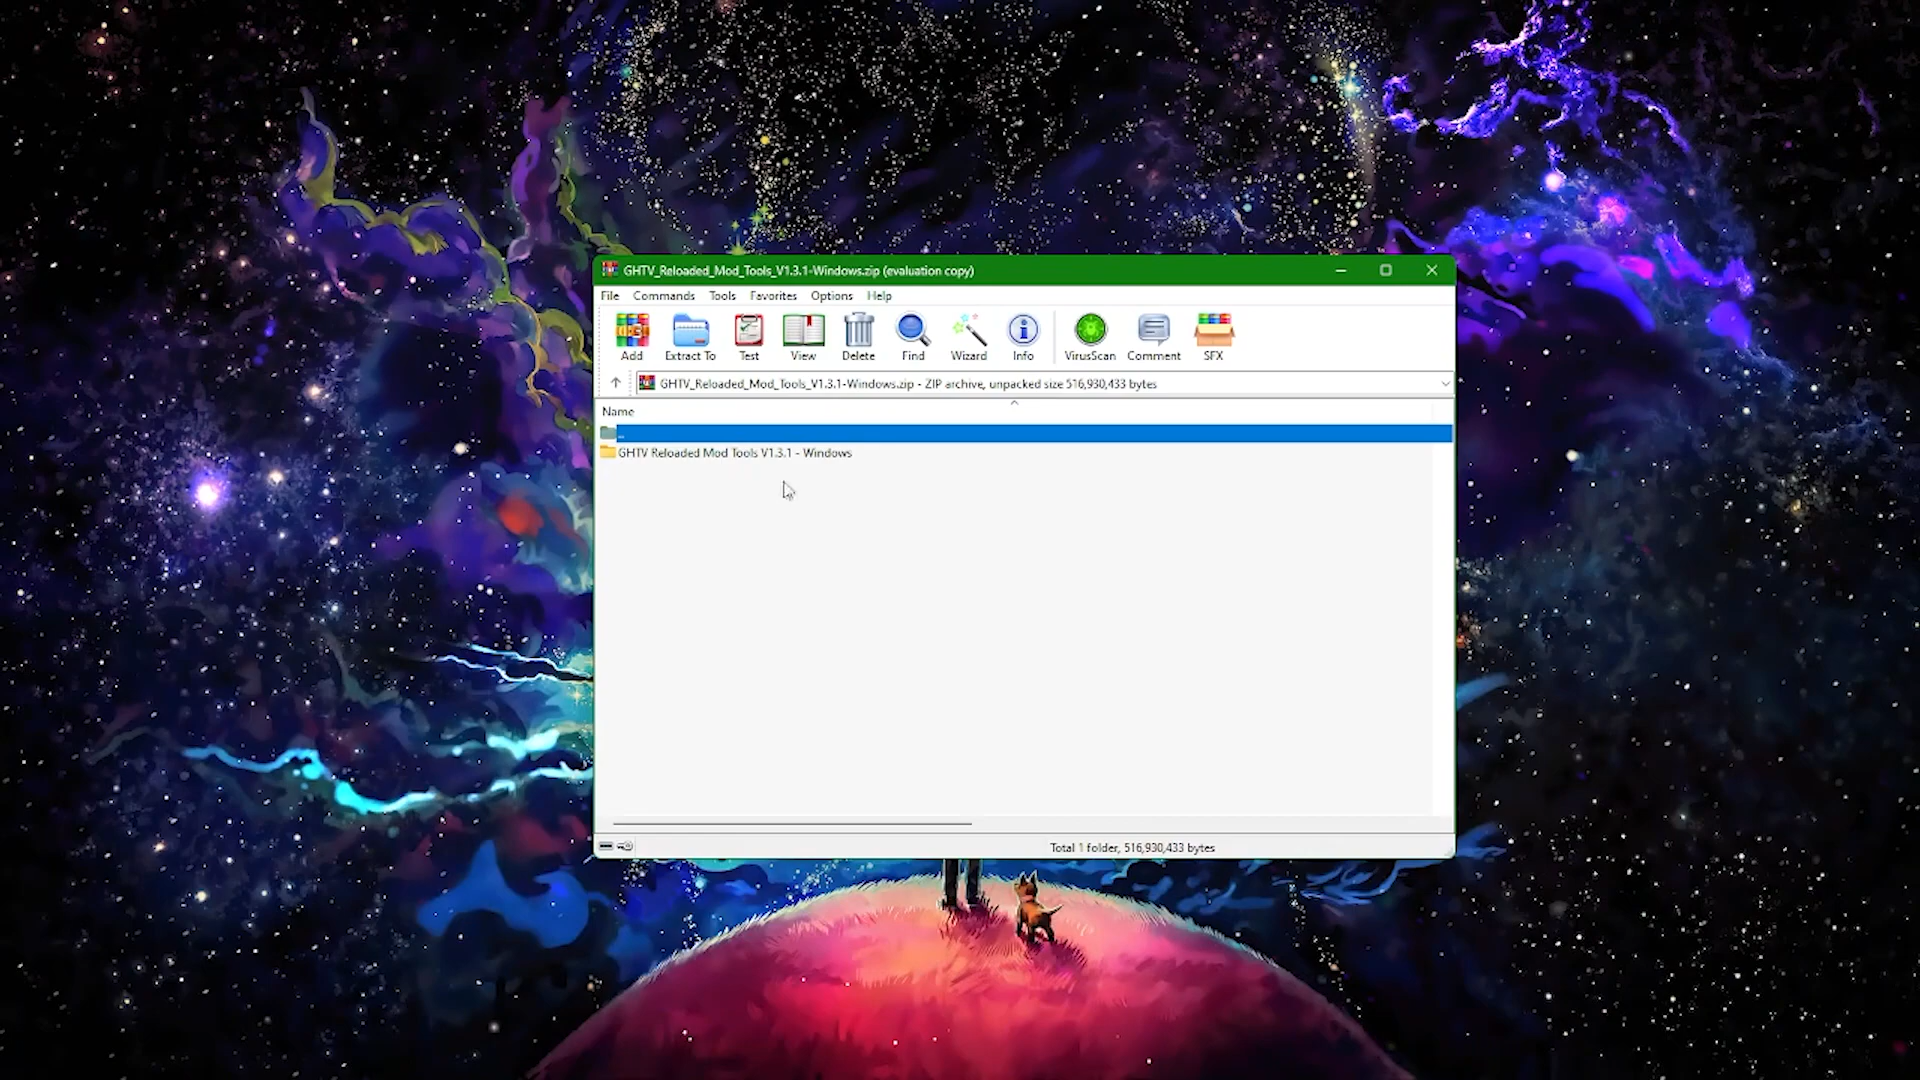 GHTV_Reloaded_Mod_Tools_V1.3.1-Windows.zip (evaluation copy)
File Commands Tools Favorites Options Help
Add Extract To Test View Delete Find Wizard Info VirusScan Comment SFX
GHTV_Reloaded_Mod_Tools_V1.3.1-Windows.zip - ZIP archive, unpacked size 516,930,433 bytes
Name
..
GHTV Reloaded Mod Tools V1.3.1 - Windows
Total 1 folder, 516,930,433 bytes